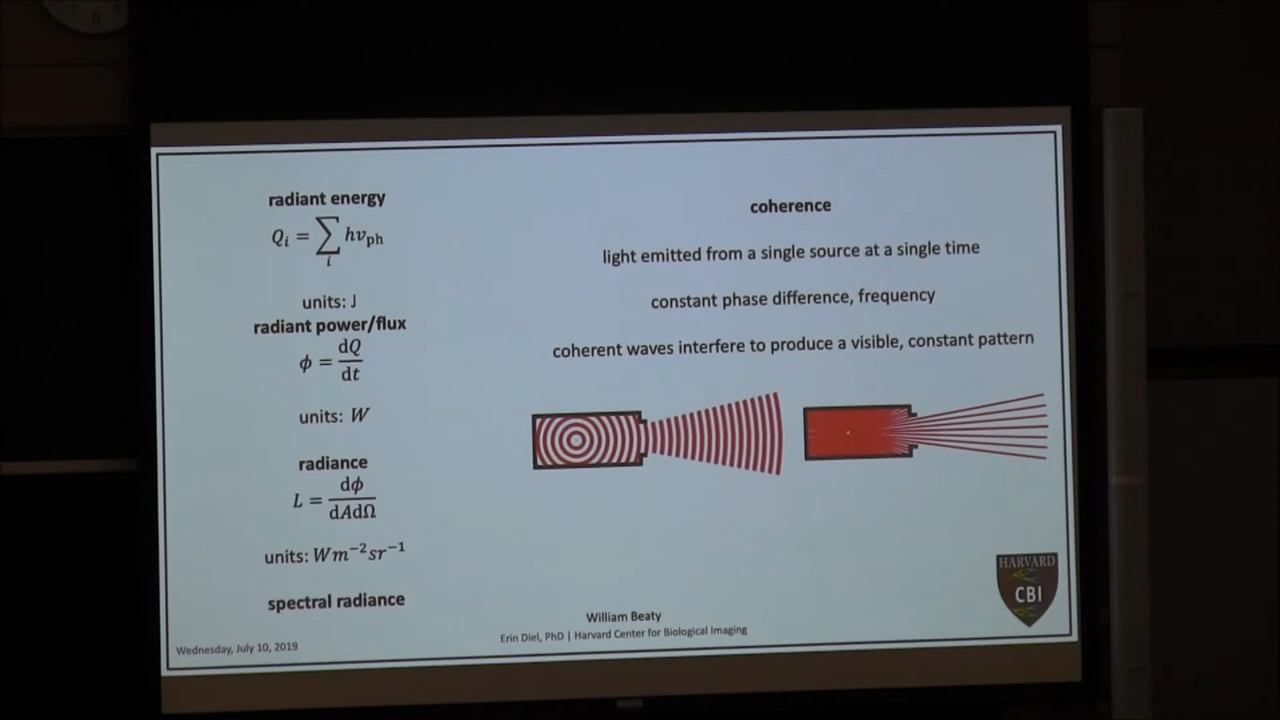 radiant energy
Q_i = ∑_i hν_ph
units: J
radiant power/flux
ϕ = dQ/dt
units: W
radiance
L = dϕ/dAdΩ
units: Wm⁻²sr⁻¹
spectral radiance
coherence
light emitted from a single source at a single time
constant phase difference, frequency
coherent waves interfere to produce a visible, constant pattern
HARVARD
CBI
William Beaty
Erin Diel, PhD | Harvard Center for Biological Imaging
Wednesday, July 10, 2019